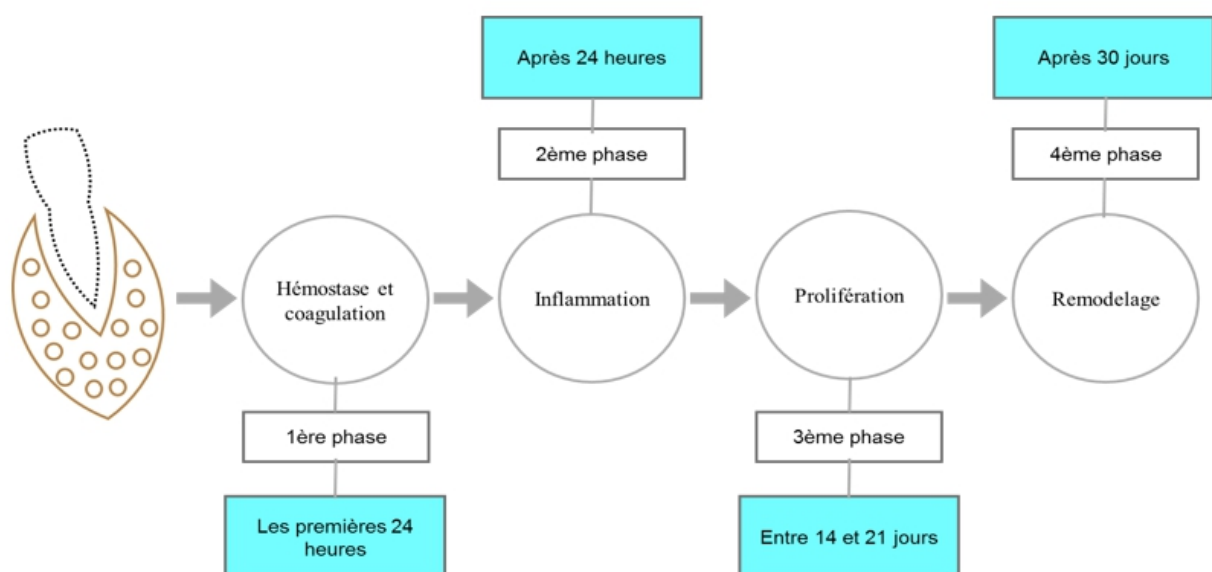 Après 24 heures
Après 30 jours
2ème phase
4ème phase
Hémostase et
coagulation
Inflammation
Prolifération
Remodelage
1ère phase
3ème phase
Les premières 24
heures
Entre 14 et 21 jours